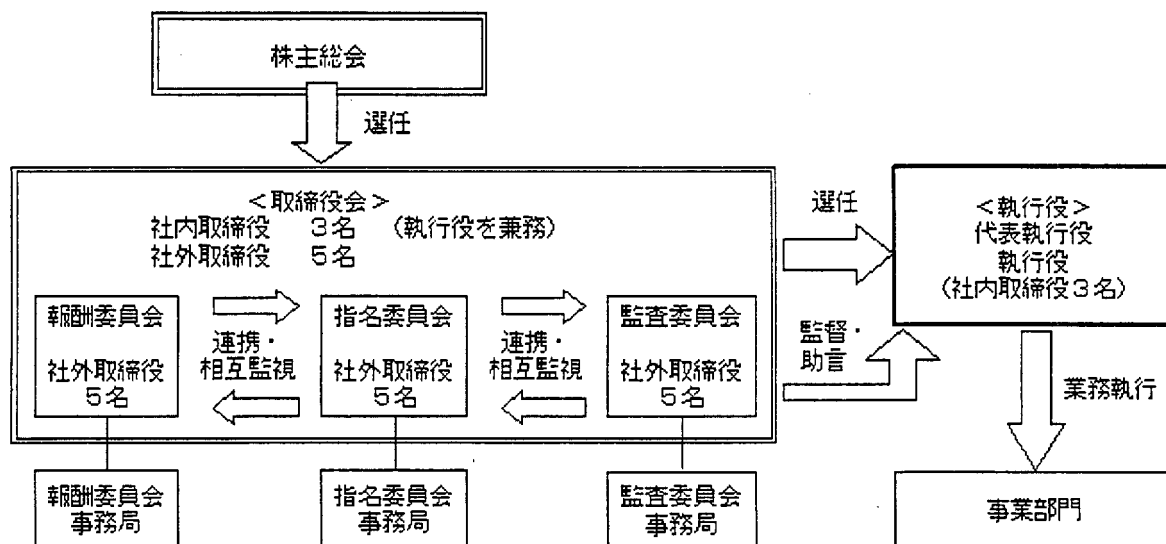 株主総会
選任
<取締役会>
社内取締役 3名 (執行役を兼務)
社外取締役 5名
報酬委員会
社外取締役
5名
連携・
相互監視
指名委員会
社外取締役
5名
連携・
相互監視
監査委員会
社外取締役
5名
選任
監督・
助言
<執行役>
代表執行役
執行役
(社内取締役3名)
業務執行
報酬委員会
事務局
指名委員会
事務局
監査委員会
事務局
事業部門